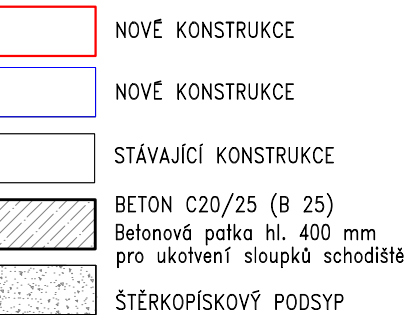 NOVÉ KONSTRUKCE
NOVÉ KONSTRUKCE
STÁVAJÍCÍ KONSTRUKCE
BETON C20/25 (B 25)
Betonová patka hl. 400 mm
pro ukotvení sloupků schodiště
ŠTĚRKOPÍSKOVÝ PODSYP